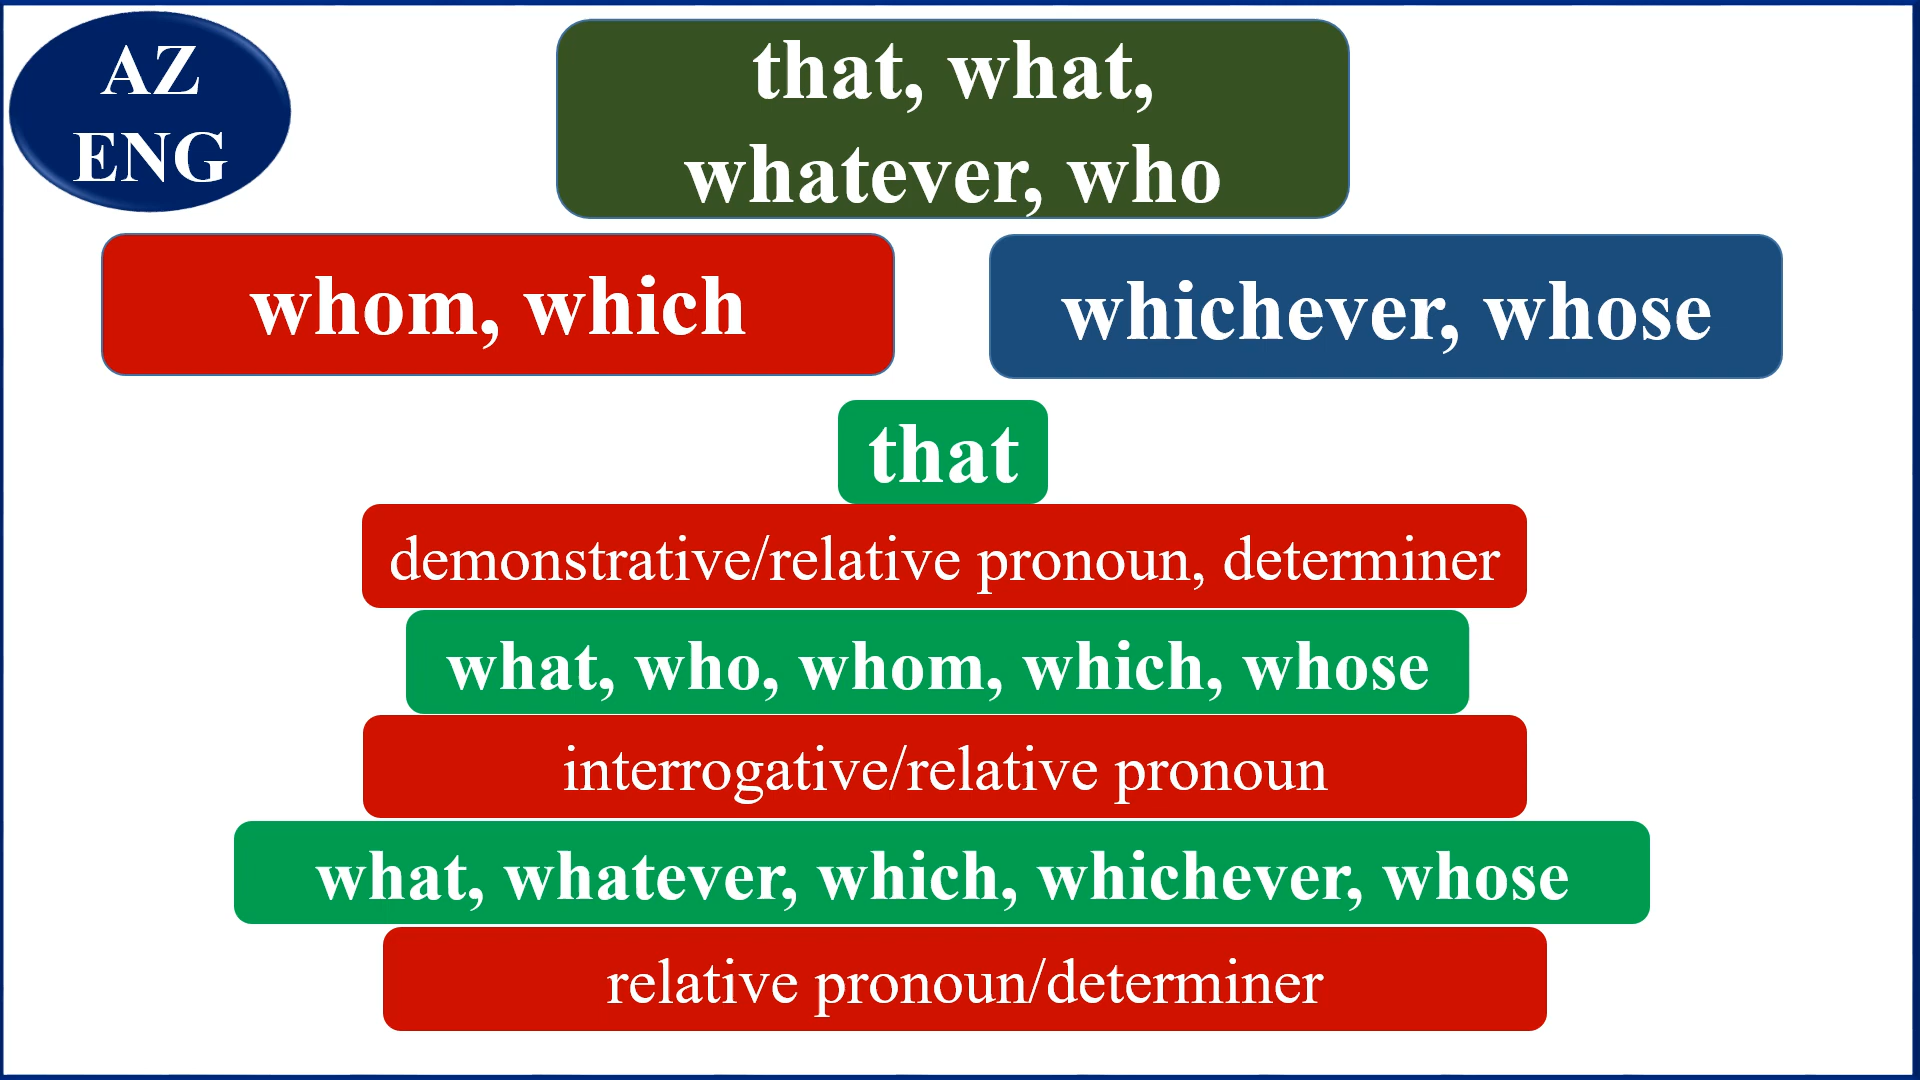 AZ
ENG
that, what,
whatever, who
whom, which
whichever, whose
that
demonstrative/relative pronoun, determiner
what, who, whom, which, whose
interrogative/relative pronoun
what, whatever, which, whichever, whose
relative pronoun/determiner